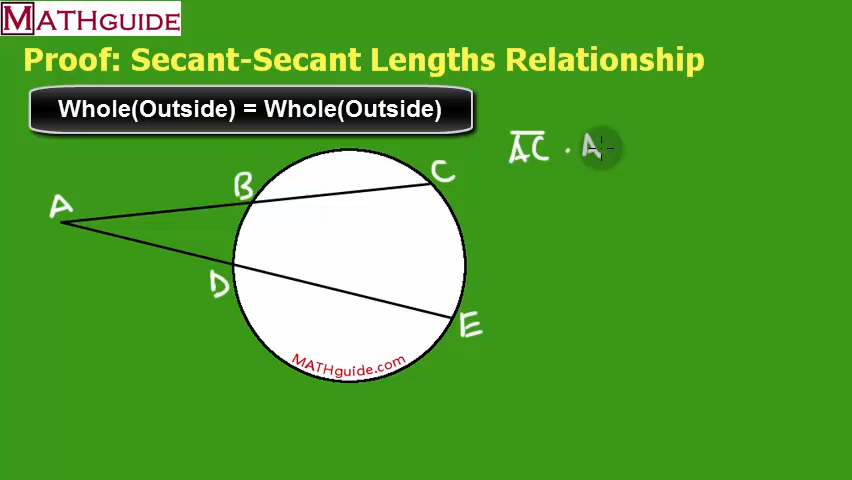 MATHGUIDE
Proof: Secant-Secant Lengths Relationship
Whole(Outside) = Whole(Outside)
AC · A
B
C
A
D
E
MATHguide.com